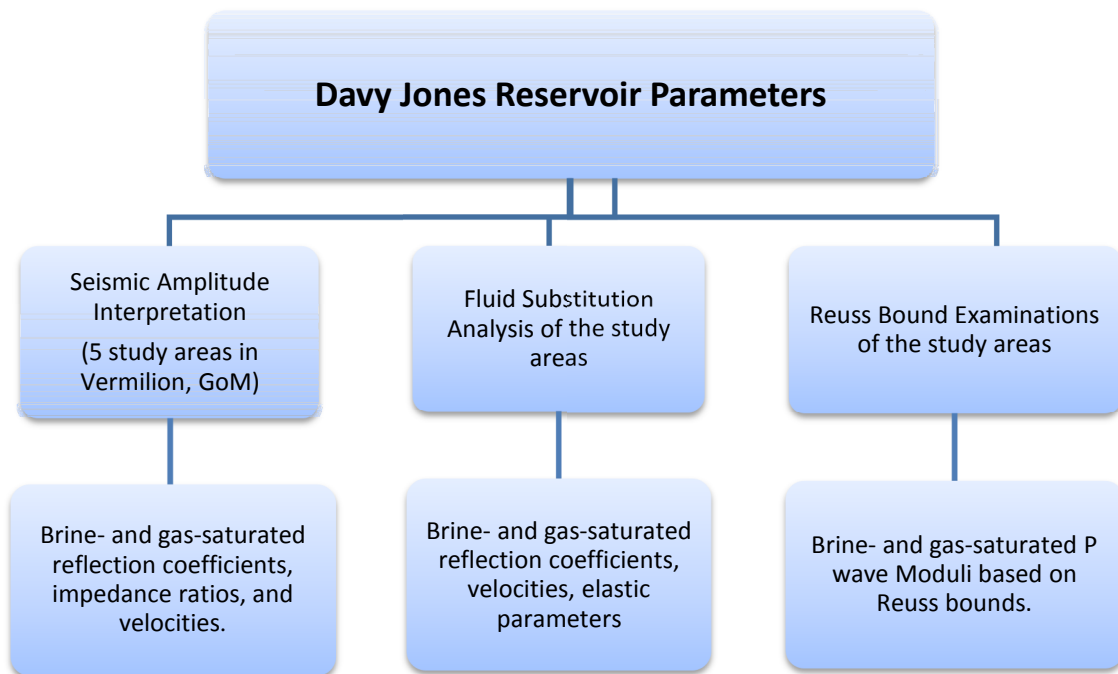 Davy Jones Reservoir Parameters
Seismic Amplitude
Interpretation
(5 study areas in
Vermilion, GoM)
Fluid Substitution
Analysis of the study
areas
Reuss Bound Examinations
of the study areas
Brine- and gas-saturated
reflection coefficients,
impedance ratios, and
velocities.
Brine- and gas-saturated
reflection coefficients,
velocities, elastic
parameters
Brine- and gas-saturated P
wave Moduli based on
Reuss bounds.